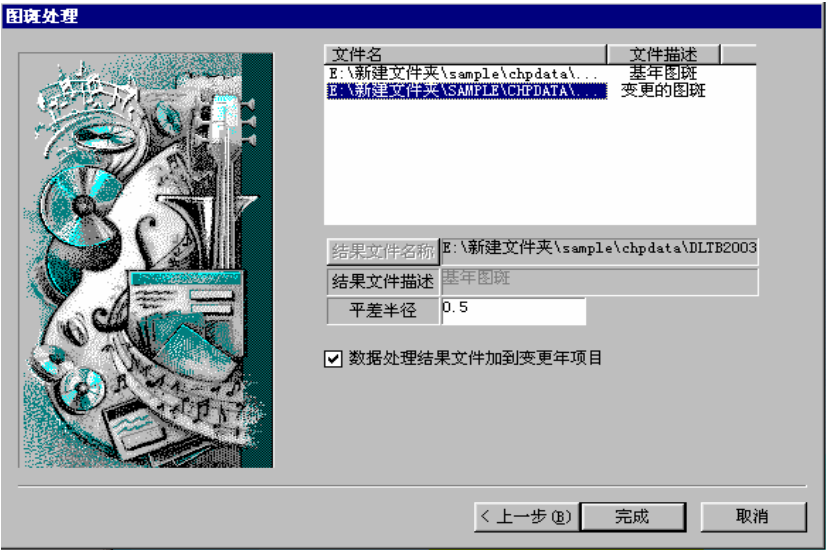 图斑处理
文件名 文件描述
E:\新建文件夹\sample\chpdata\... 基年图斑
E:\新建文件夹\SAMPLE\CHPDATA\... 变更的图斑
结果文件名称 E:\新建文件夹\sample\chpdata\DLTB2003
结果文件描述 基年图斑
平差半径 0.5
数据处理结果文件加到变更年项目
< 上一步(B) 完成 取消